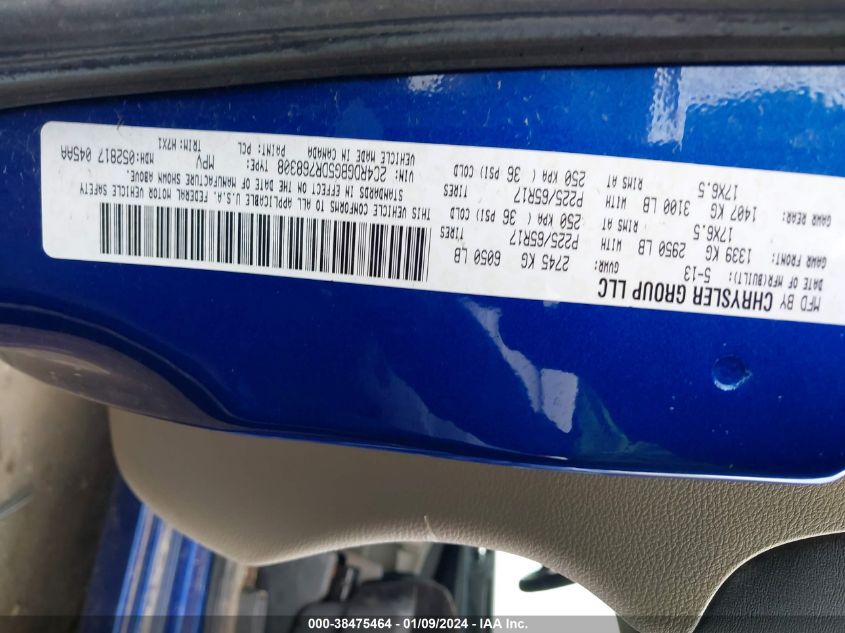 MFD BY CHRYSLER GROUP LLC
DATE OF MFR(BUILT): 5-13
GVWR: 2745 KG 6050 LB
GAWR FRONT: 1339 KG 2950 LB WITH P225/65R17 TIRES
17X6.5 RIMS AT 250 KPA ( 36 PSI) COLD
GAWR REAR: 1407 KG 3100 LB WITH P225/65R17 TIRES
17X6.5 RIMS AT 250 KPA ( 36 PSI) COLD
THIS VEHICLE CONFORMS TO ALL APPLICABLE U.S.A. FEDERAL MOTOR VEHICLE SAFETY
STANDARDS IN EFFECT ON THE DATE OF MANUFACTURE SHOWN ABOVE.
VIN: 2C4RDGBG5DR768308 TYPE: MPV MDH:052817 045AA
VEHICLE MADE IN CANADA PAINT: PCL TRIM: H7X1
000-38475464 | 01/09/2024 - IAA Inc.